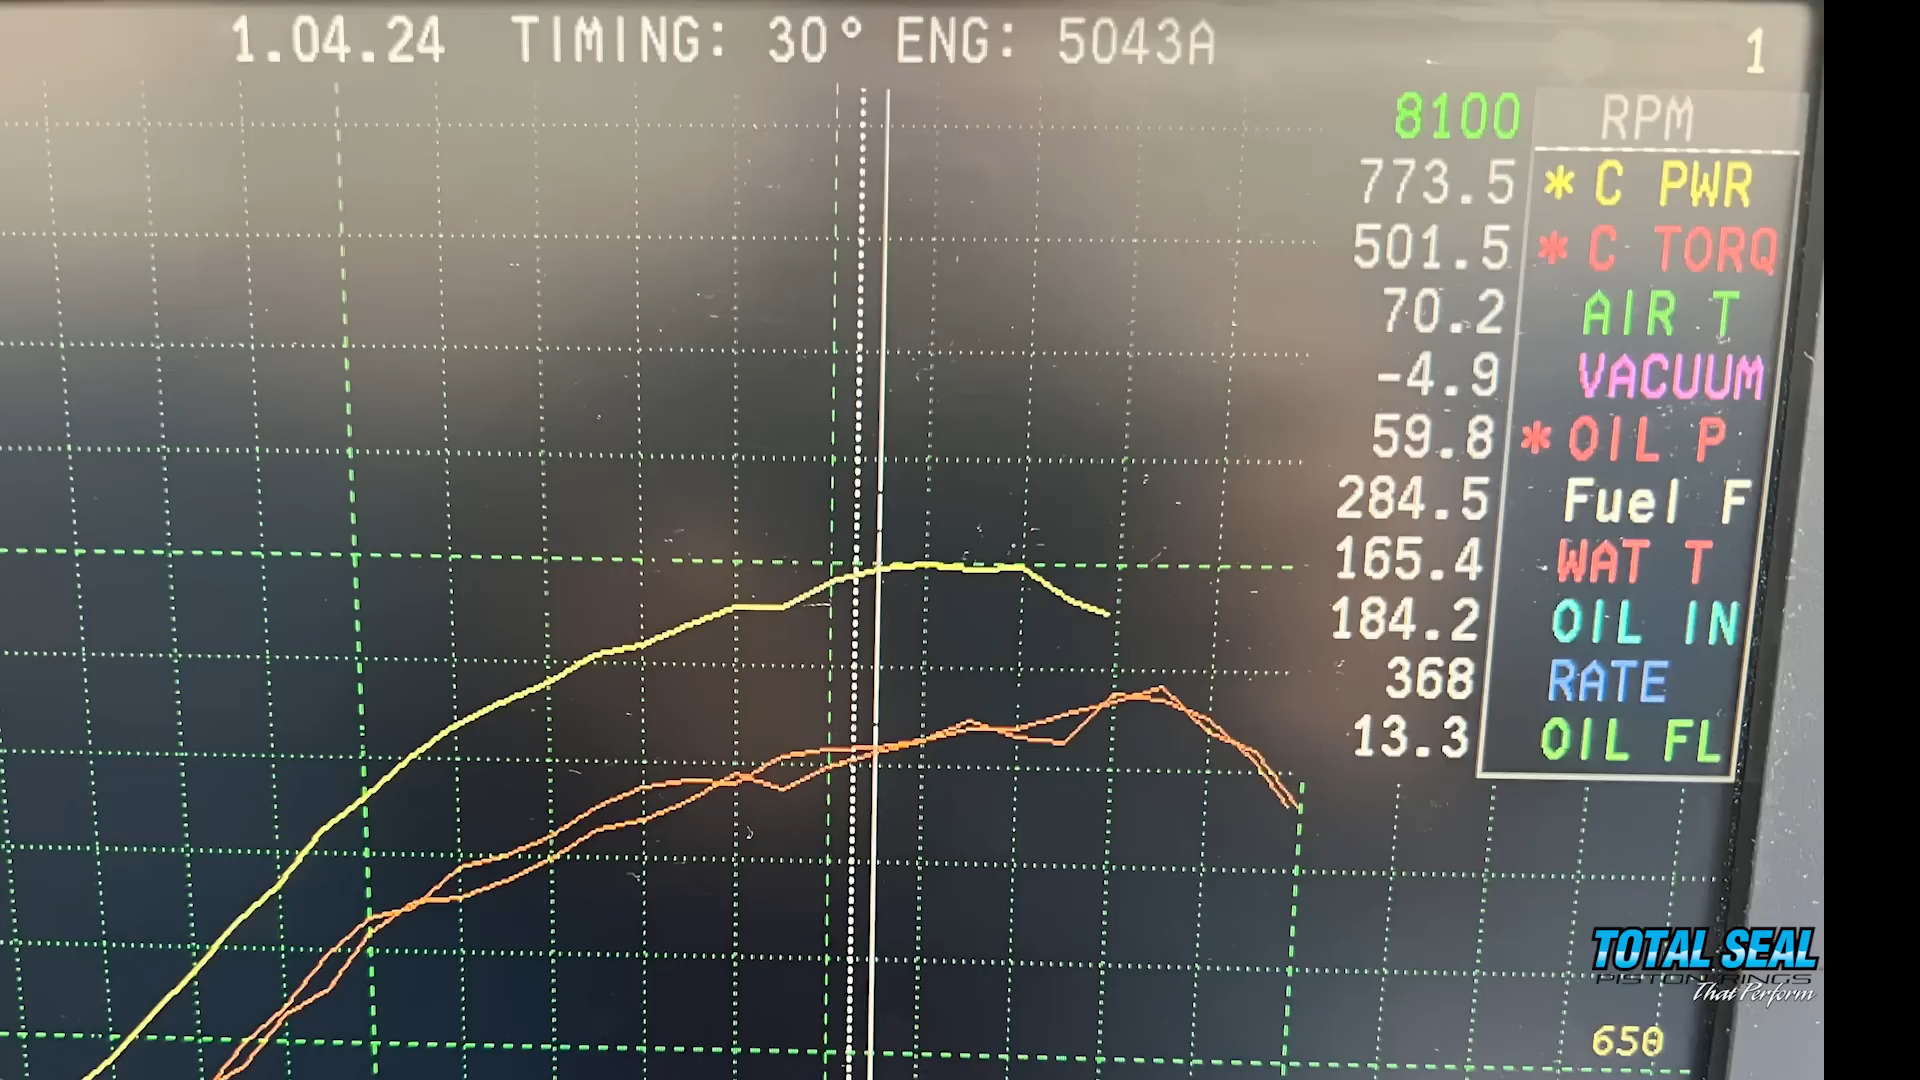 1.04.24 TIMING: 30° ENG: 5043A 1
8100 RPM
773.5 * C PWR
501.5 * C TORQ
70.2 AIR T
-4.9 VACUUM
59.8 * OIL P
284.5 Fuel F
165.4 WAT T
184.2 OIL IN
368 RATE
13.3 OIL FL
TOTAL SEAL
PISTON RINGS
That Perform
650